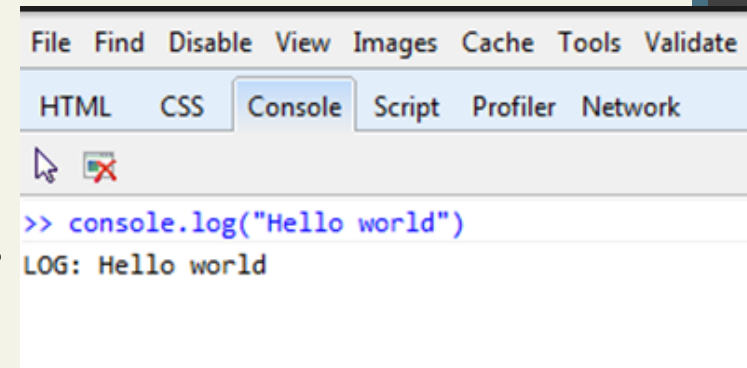 File Find Disable View Images Cache Tools Validate
HTML CSS Console Script Profiler Network
>> console.log("Hello world")
LOG: Hello world